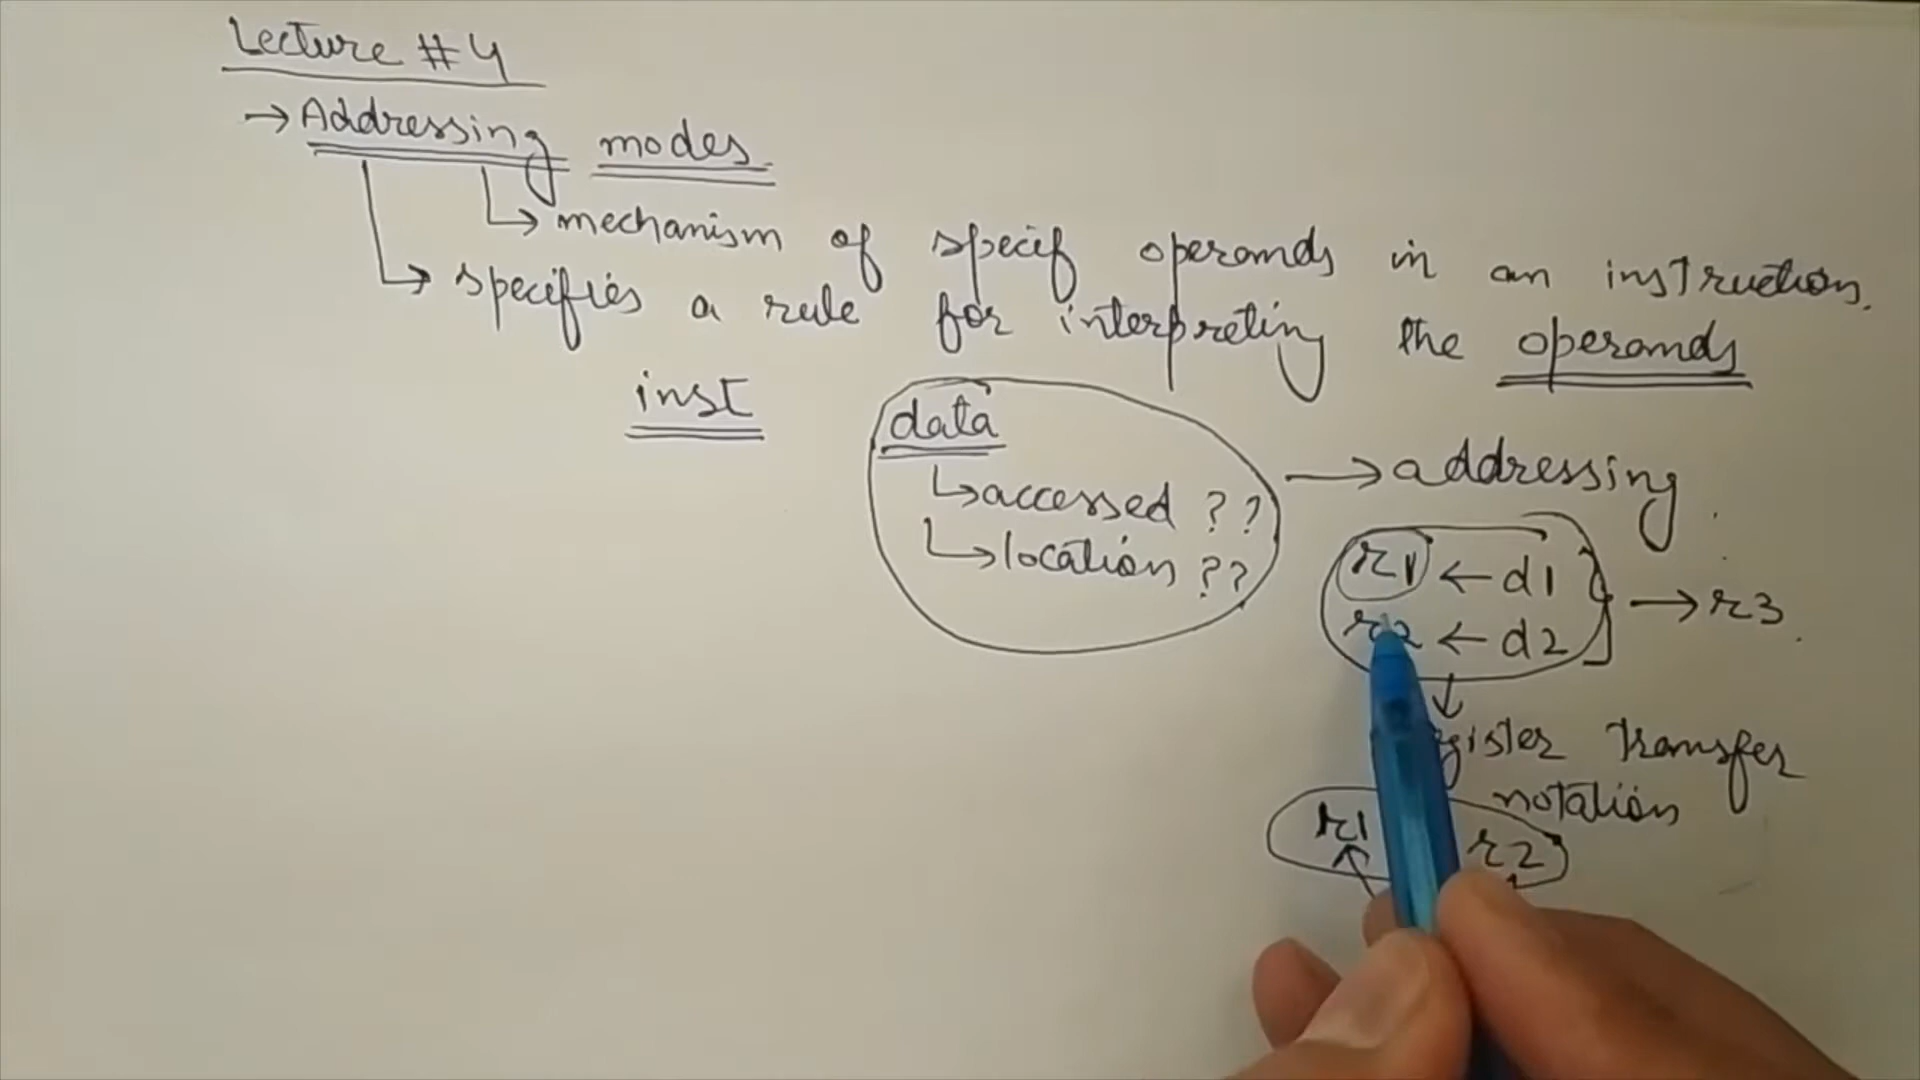 Lecture #4
→ Addressing modes
↳ mechanism of specif operands in an instruction.
↳ specifies a rule for interpreting the operands
inst
data
↳ accessed ??
↳ location ??
→ addressing
r1 ← d1
r2 ← d2
→ r3
transfer
notation
r1 r2